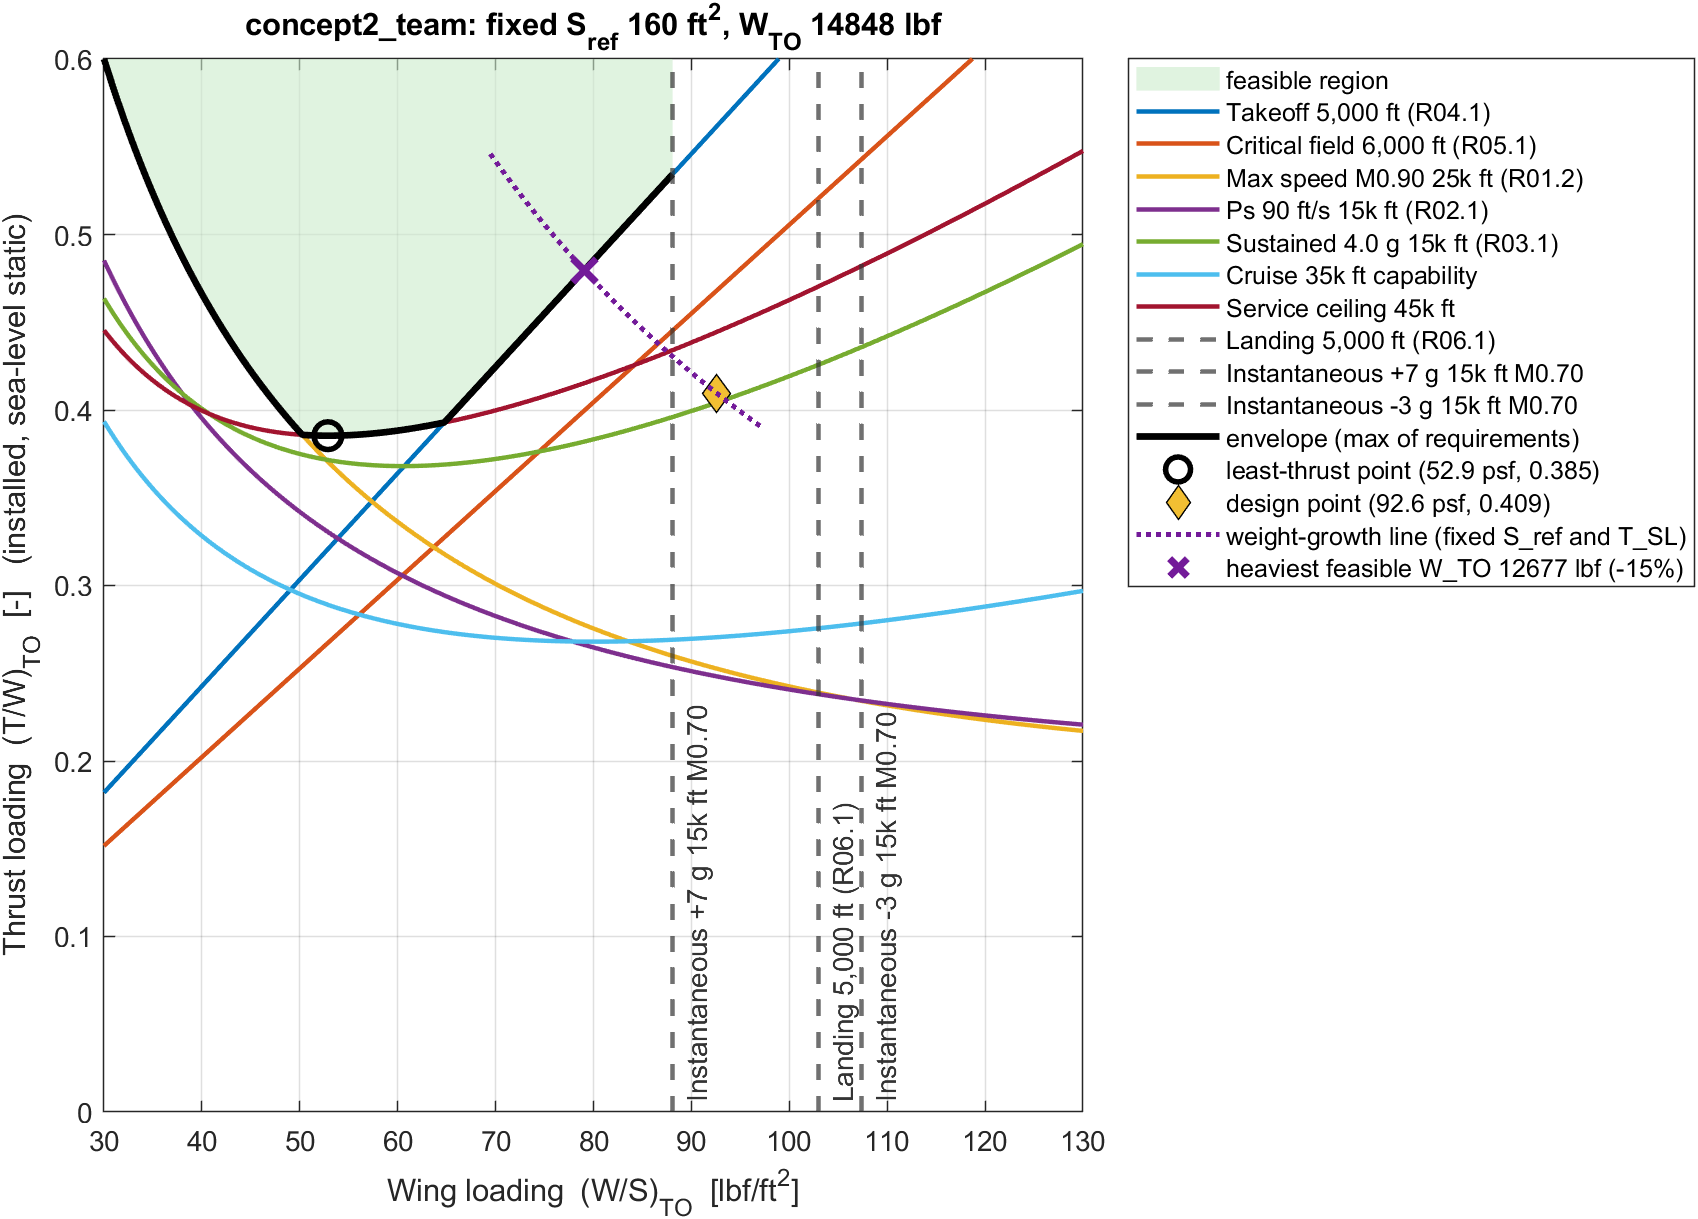 concept2_team: fixed S_ref 160 ft^2, W_TO 14848 lbf
Thrust loading (T/W)_TO [-] (installed, sea-level static)
0.6
0.5
0.4
0.3
0.2
0.1
0
30 40 50 60 70 80 90 100 110 120 130
Wing loading (W/S)_TO [lbf/ft^2]
Instantaneous +7 g 15k ft M0.70
Landing 5,000 ft (R06.1)
Instantaneous -3 g 15k ft M0.70
feasible region
Takeoff 5,000 ft (R04.1)
Critical field 6,000 ft (R05.1)
Max speed M0.90 25k ft (R01.2)
Ps 90 ft/s 15k ft (R02.1)
Sustained 4.0 g 15k ft (R03.1)
Cruise 35k ft capability
Service ceiling 45k ft
Landing 5,000 ft (R06.1)
Instantaneous +7 g 15k ft M0.70
Instantaneous -3 g 15k ft M0.70
envelope (max of requirements)
least-thrust point (52.9 psf, 0.385)
design point (92.6 psf, 0.409)
weight-growth line (fixed S_ref and T_SL)
heaviest feasible W_TO 12677 lbf (-15%)